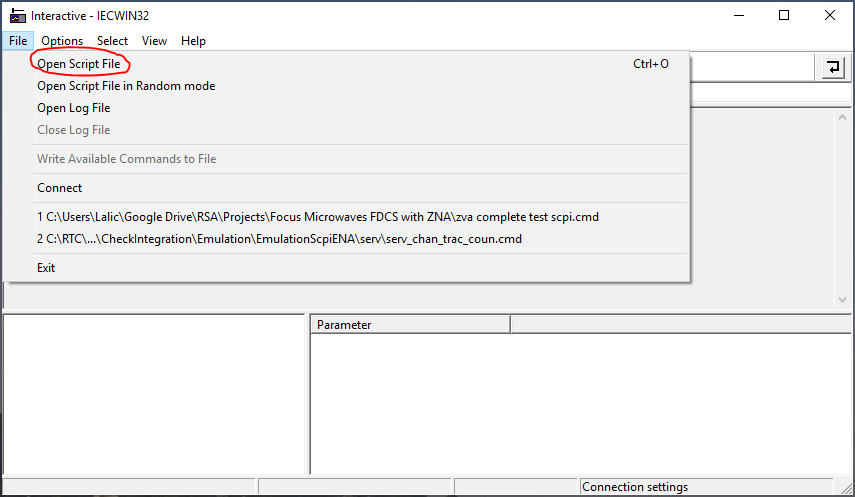 Interactive - IECWIN32
File Options Select View Help
Open Script File Ctrl+O
Open Script File in Random mode
Open Log File
Close Log File
Write Available Commands to File
Connect
1 C:\Users\Lalic\Google Drive\RSA\Projects\Focus Microwaves FDCS with ZNA\zva complete test scpi.cmd
2 C:\RTC\...\CheckIntegration\Emulation\EmulationScpiENA\serv\serv_chan_trac_coun.cmd
Exit
Parameter
Connection settings